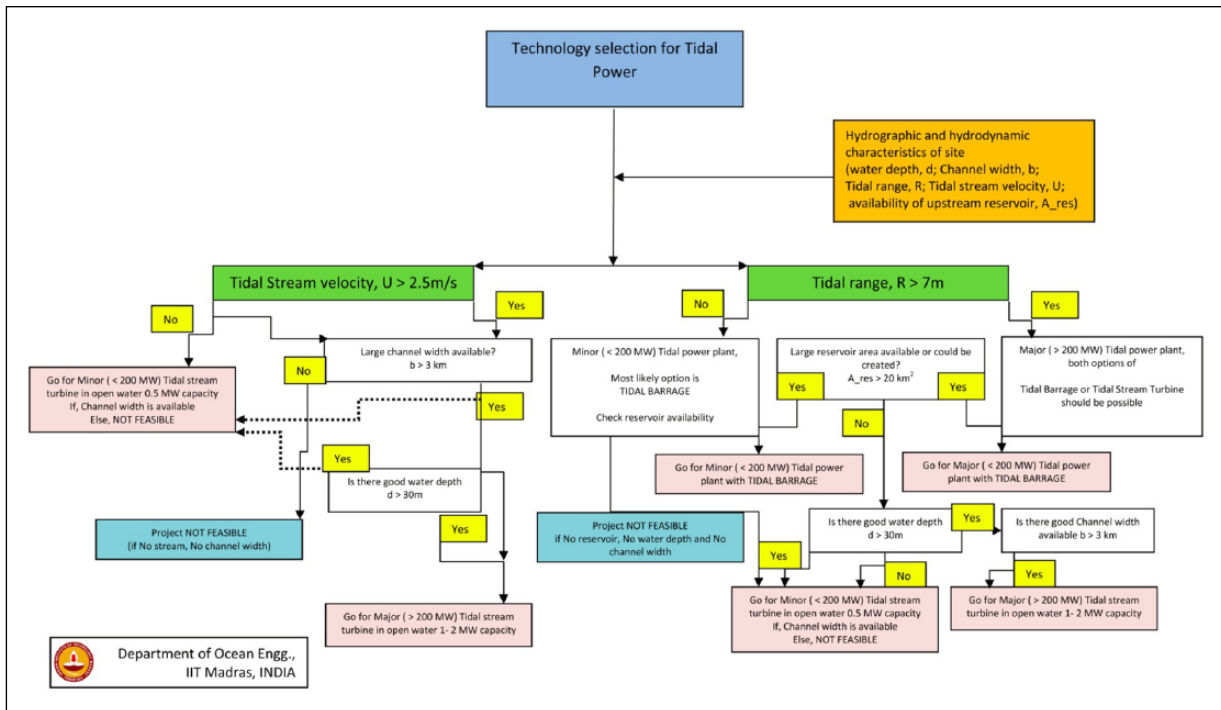 Technology selection for Tidal
Power
Hydrographic and hydrodynamic
characteristics of site
(water depth, d; Channel width, b;
Tidal range, R; Tidal stream velocity, U;
availability of upstream reservoir, A_res)
Tidal Stream velocity, U > 2.5m/s
Tidal range, R > 7m
No
Yes
No
Yes
Large channel width available?
b > 3 km
Minor ( < 200 MW) Tidal power plant,
Most likely option is
TIDAL BARRAGE
Check reservoir availability
Large reservoir area available or could be
created?
A_res > 20 km²
Major ( > 200 MW) Tidal power plant,
both options of
Tidal Barrage or Tidal Stream Turbine
should be possible
No
Yes
Yes
Yes
No
Go for Minor ( < 200 MW) Tidal stream
turbine in open water 0.5 MW capacity
If, Channel width is available
Else, NOT FEASIBLE
Yes
Is there good water depth
d > 30m
Go for Minor ( < 200 MW) Tidal power
plant with TIDAL BARRAGE
Go for Major ( < 200 MW) Tidal power
plant with TIDAL BARRAGE
Project NOT FEASIBLE
(if No stream, No channel width)
Yes
Project NOT FEASIBLE
if No reservoir, No water depth and No
channel width
Is there good water depth
d > 30m
Yes
Is there good Channel width
available b > 3 km
Yes
No
Yes
Go for Major ( > 200 MW) Tidal stream
turbine in open water 1- 2 MW capacity
Go for Minor ( < 200 MW) Tidal stream
turbine in open water 0.5 MW capacity
If, Channel width is available
Else, NOT FEASIBLE
Go for Major ( > 200 MW) Tidal stream
turbine in open water 1- 2 MW capacity
Department of Ocean Engg.,
IIT Madras, INDIA